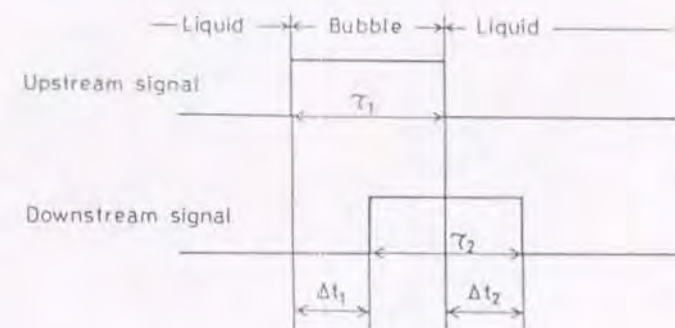 Liquid Bubble Liquid
Upstream signal
τ1
Downstream signal
τ2
Δt1 Δt2